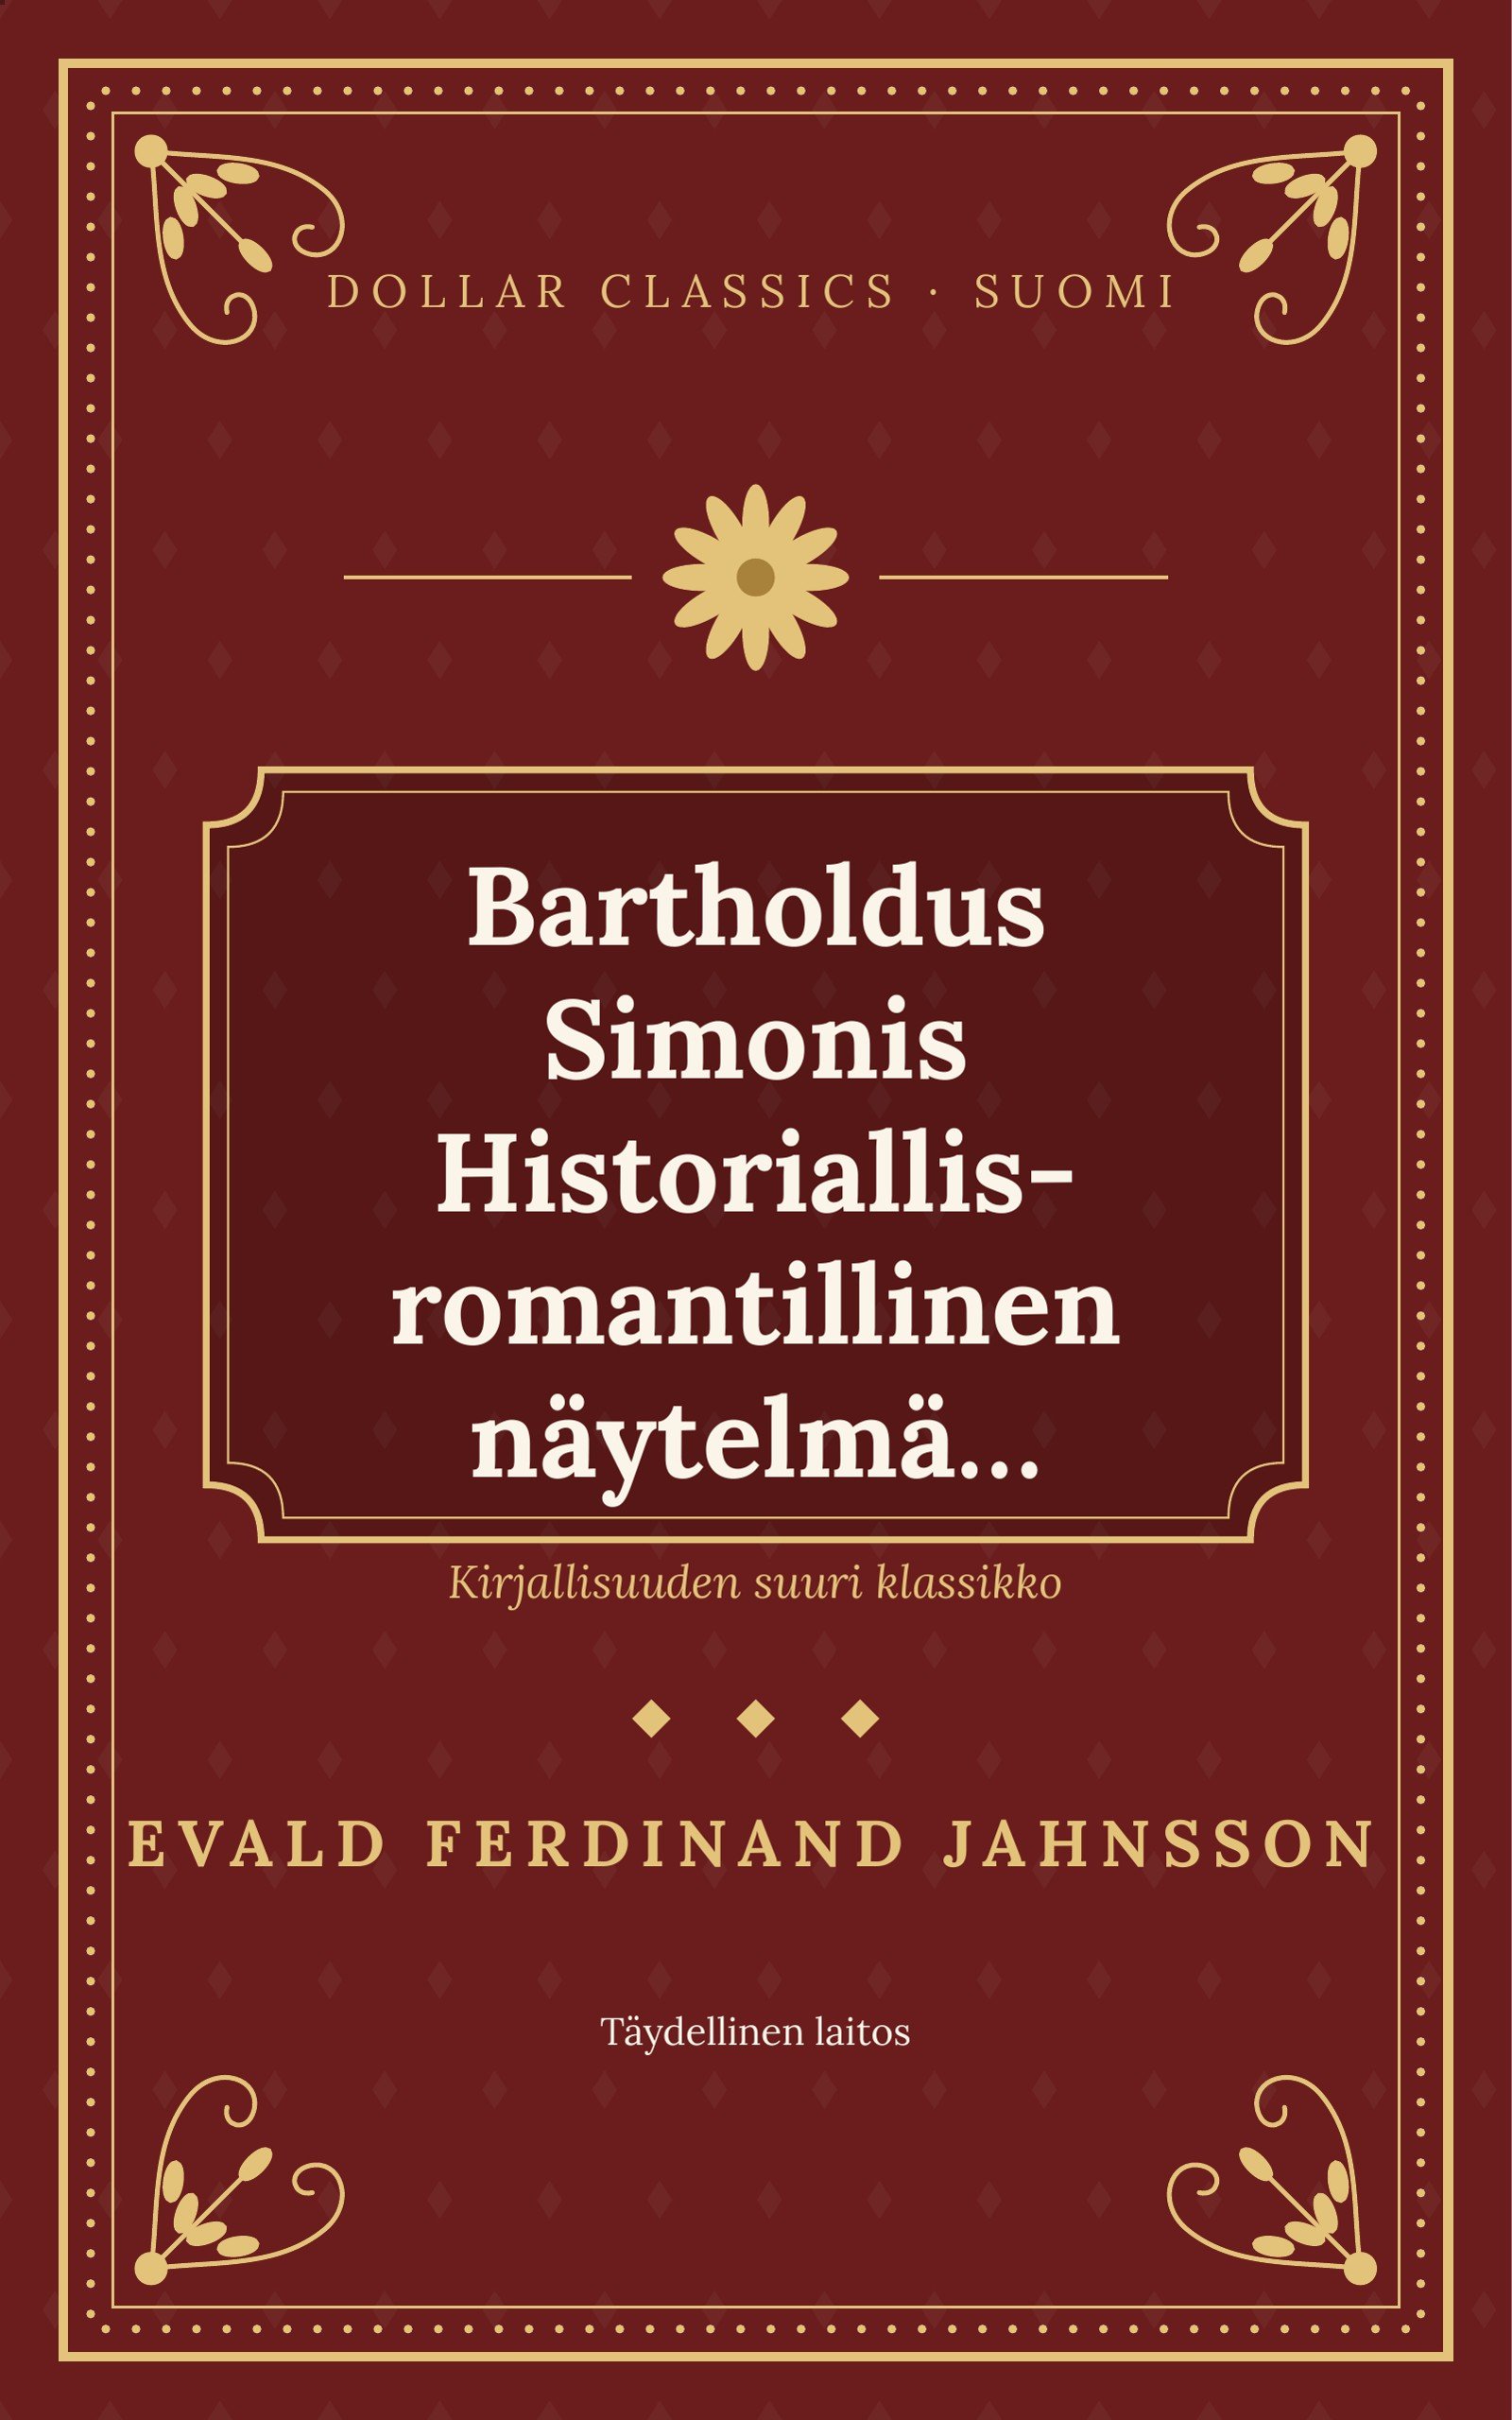 DOLLAR CLASSICS · SUOMI
Bartholdus
Simonis
Historiallis-
romantillinen
näytelmä...
Kirjallisuuden suuri klassikko
EVALD FERDINAND JAHNSSON
Täydellinen laitos